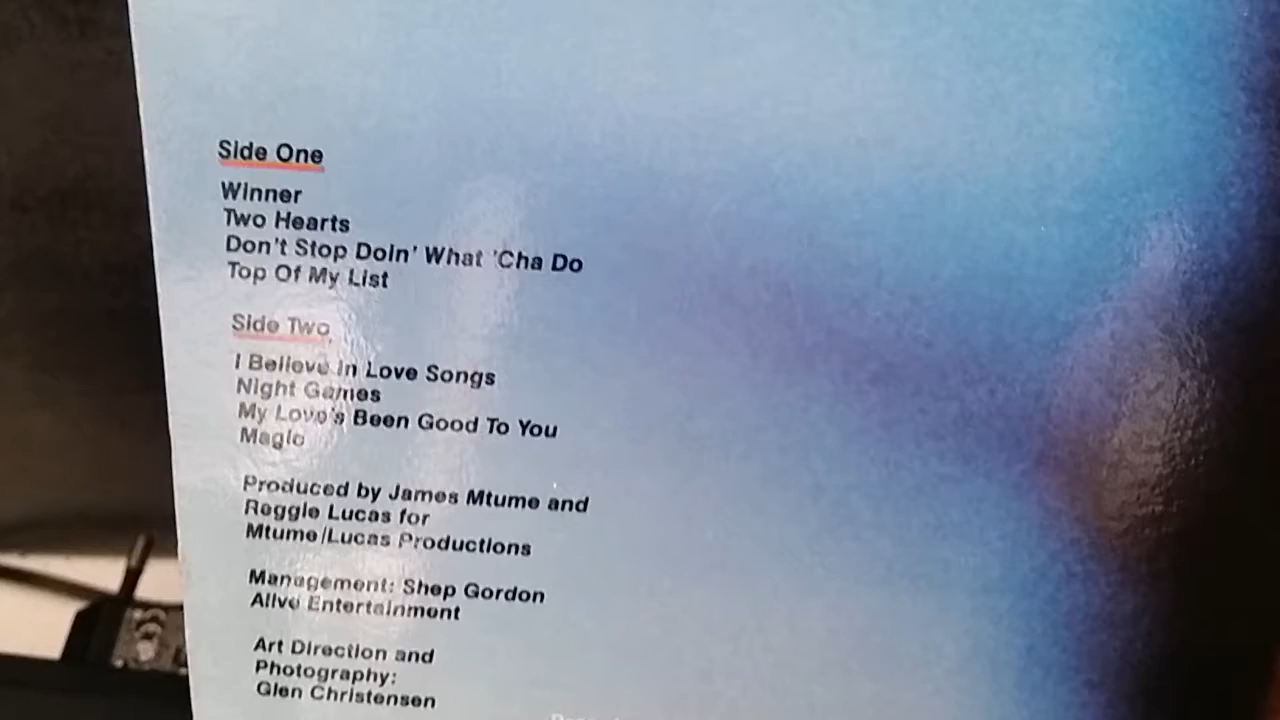 Side One
Winner
Two Hearts
Don't Stop Doin' What 'Cha Do
Top Of My List
Side Two
I Believe In Love Songs
Night Games
My Love's Been Good To You
Magic
Produced by James Mtume and
Reggie Lucas for
Mtume/Lucas Productions
Management: Shep Gordon
Alive Entertainment
Art Direction and
Photography:
Glen Christensen